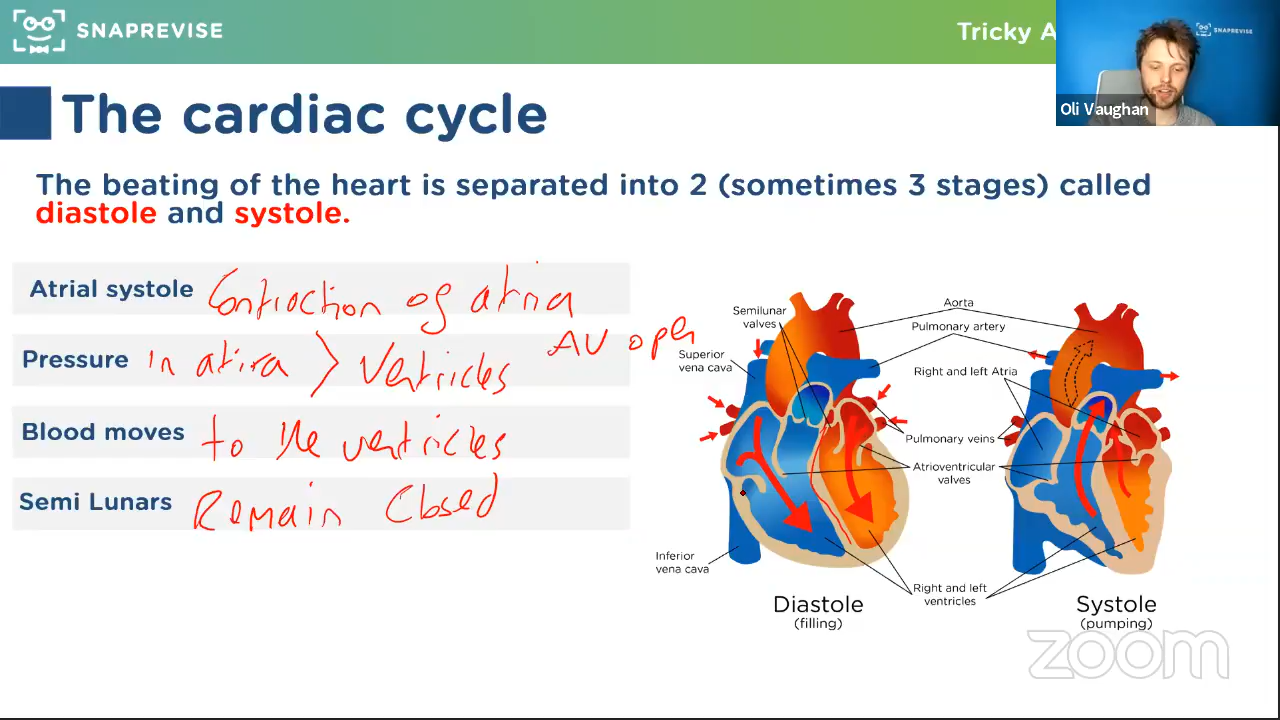 SNAPREVISE
Tricky A
SNAPREVISE
Oli Vaughan
The cardiac cycle
The beating of the heart is separated into 2 (sometimes 3 stages) called
diastole and systole.
Atrial systole Contraction of atria
Pressure in atira > Ventricles AV open
Blood moves to the ventricles
Semi Lunars Remain Closed
Semilunar
valves
Superior
vena cava
Inferior
vena cava
Aorta
Pulmonary artery
Right and left Atria
Pulmonary veins
Atrioventricular
valves
Right and left
ventricles
Diastole
(filling)
Systole
(pumping)
zoom